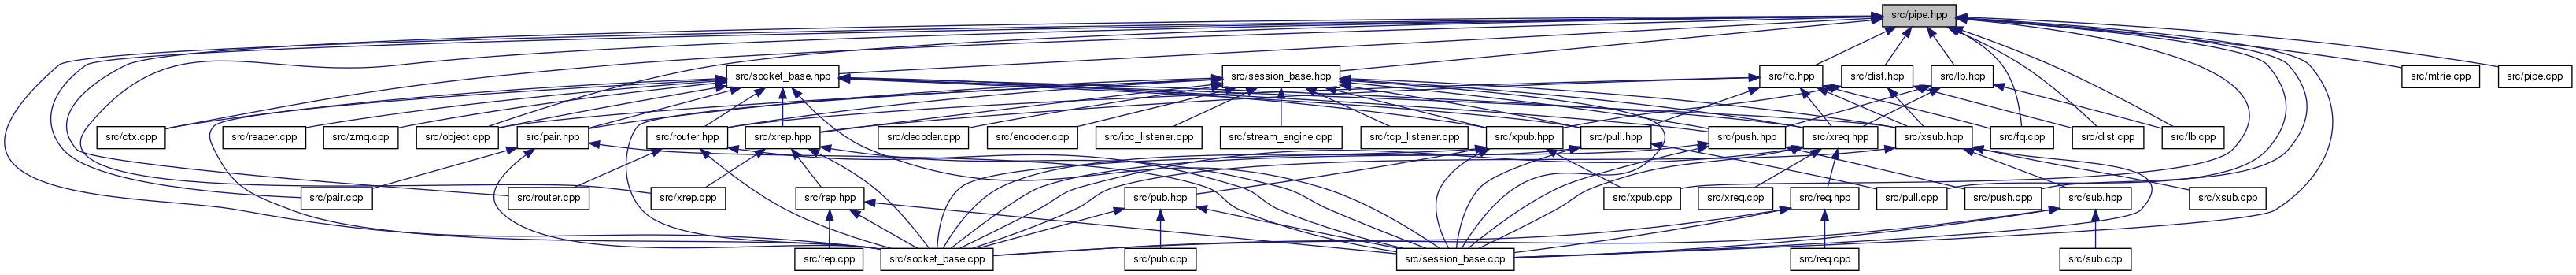 src/pipe.hpp
src/socket_base.hpp
src/session_base.hpp
src/fq.hpp
src/dist.hpp
src/lb.hpp
src/mtrie.cpp
src/pipe.cpp
src/ctx.cpp
src/reaper.cpp
src/zmq.cpp
src/object.cpp
src/pair.hpp
src/router.hpp
src/xrep.hpp
src/decoder.cpp
src/encoder.cpp
src/ipc_listener.cpp
src/stream_engine.cpp
src/tcp_listener.cpp
src/xpub.hpp
src/pull.hpp
src/push.hpp
src/xreq.hpp
src/xsub.hpp
src/fq.cpp
src/dist.cpp
src/lb.cpp
src/pair.cpp
src/router.cpp
src/xrep.cpp
src/rep.hpp
src/pub.hpp
src/xpub.cpp
src/xreq.cpp
src/req.hpp
src/pull.cpp
src/push.cpp
src/sub.hpp
src/xsub.cpp
src/rep.cpp
src/socket_base.cpp
src/pub.cpp
src/session_base.cpp
src/req.cpp
src/sub.cpp